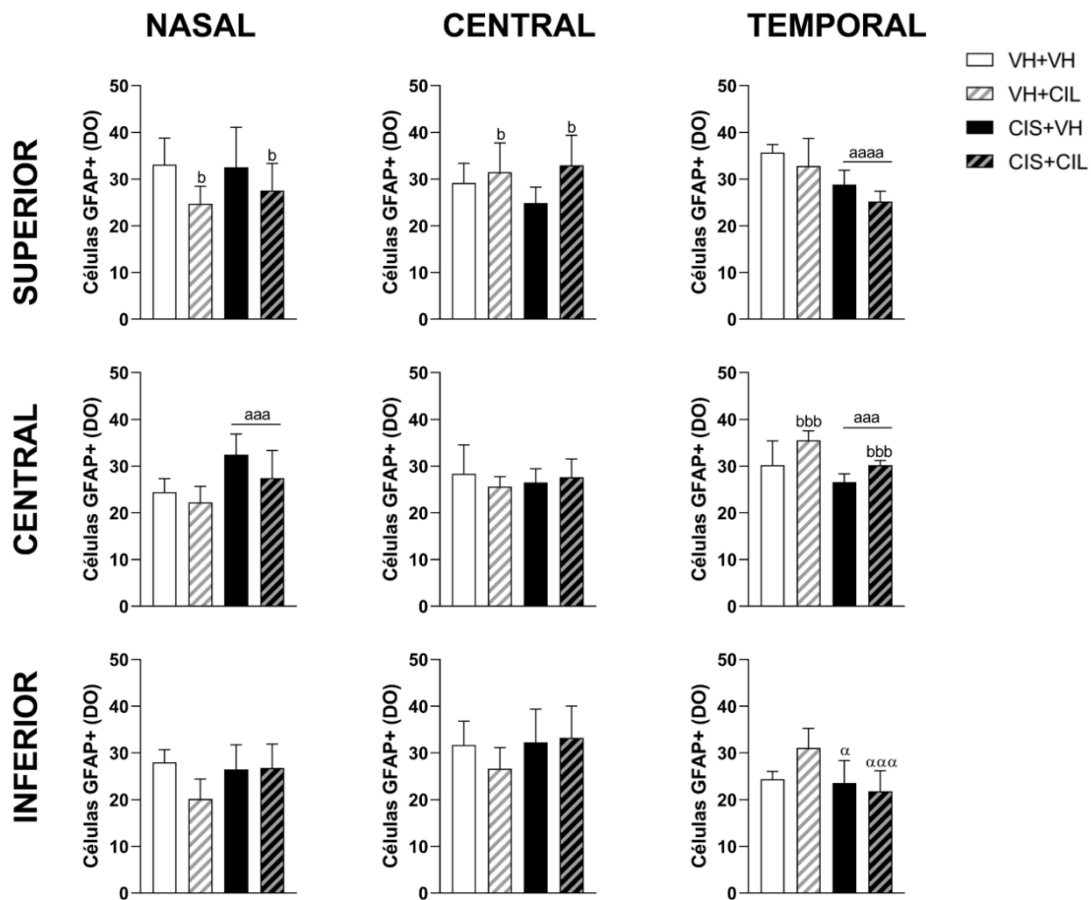 NASAL
CENTRAL
TEMPORAL
VH+VH
VH+CIL
CIS+VH
CIS+CIL
SUPERIOR
Células GFAP+ (DO)
50
40
30
20
10
0
b
b
Células GFAP+ (DO)
50
40
30
20
10
0
b
b
Células GFAP+ (DO)
50
40
30
20
10
0
aaaa
CENTRAL
Células GFAP+ (DO)
50
40
30
20
10
0
aaa
Células GFAP+ (DO)
50
40
30
20
10
0
Células GFAP+ (DO)
50
40
30
20
10
0
bbb
aaa
bbb
INFERIOR
Células GFAP+ (DO)
50
40
30
20
10
0
Células GFAP+ (DO)
50
40
30
20
10
0
Células GFAP+ (DO)
50
40
30
20
10
0
α
ααα